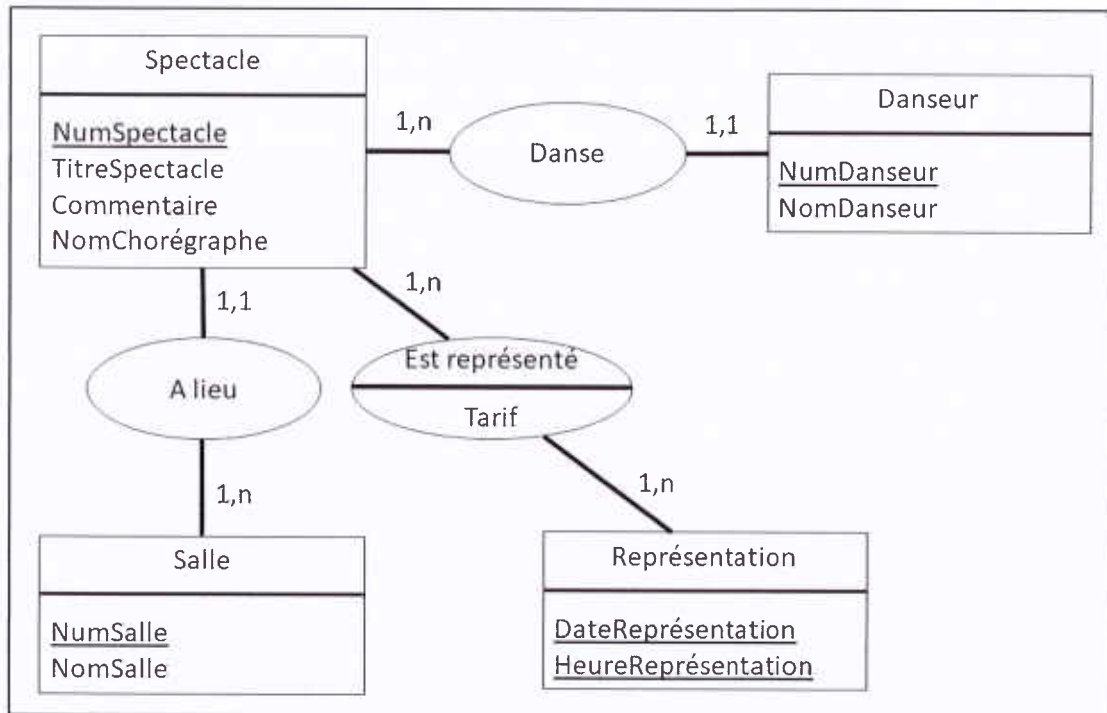 Spectacle
NumSpectacle
TitreSpectacle
Commentaire
NomChorégraphe
1,n
Danse
1,1
Danseur
NumDanseur
NomDanseur
1,1
1,n
A lieu
Est représenté
Tarif
1,n
1,n
Salle
NumSalle
NomSalle
Représentation
DateReprésentation
HeureReprésentation